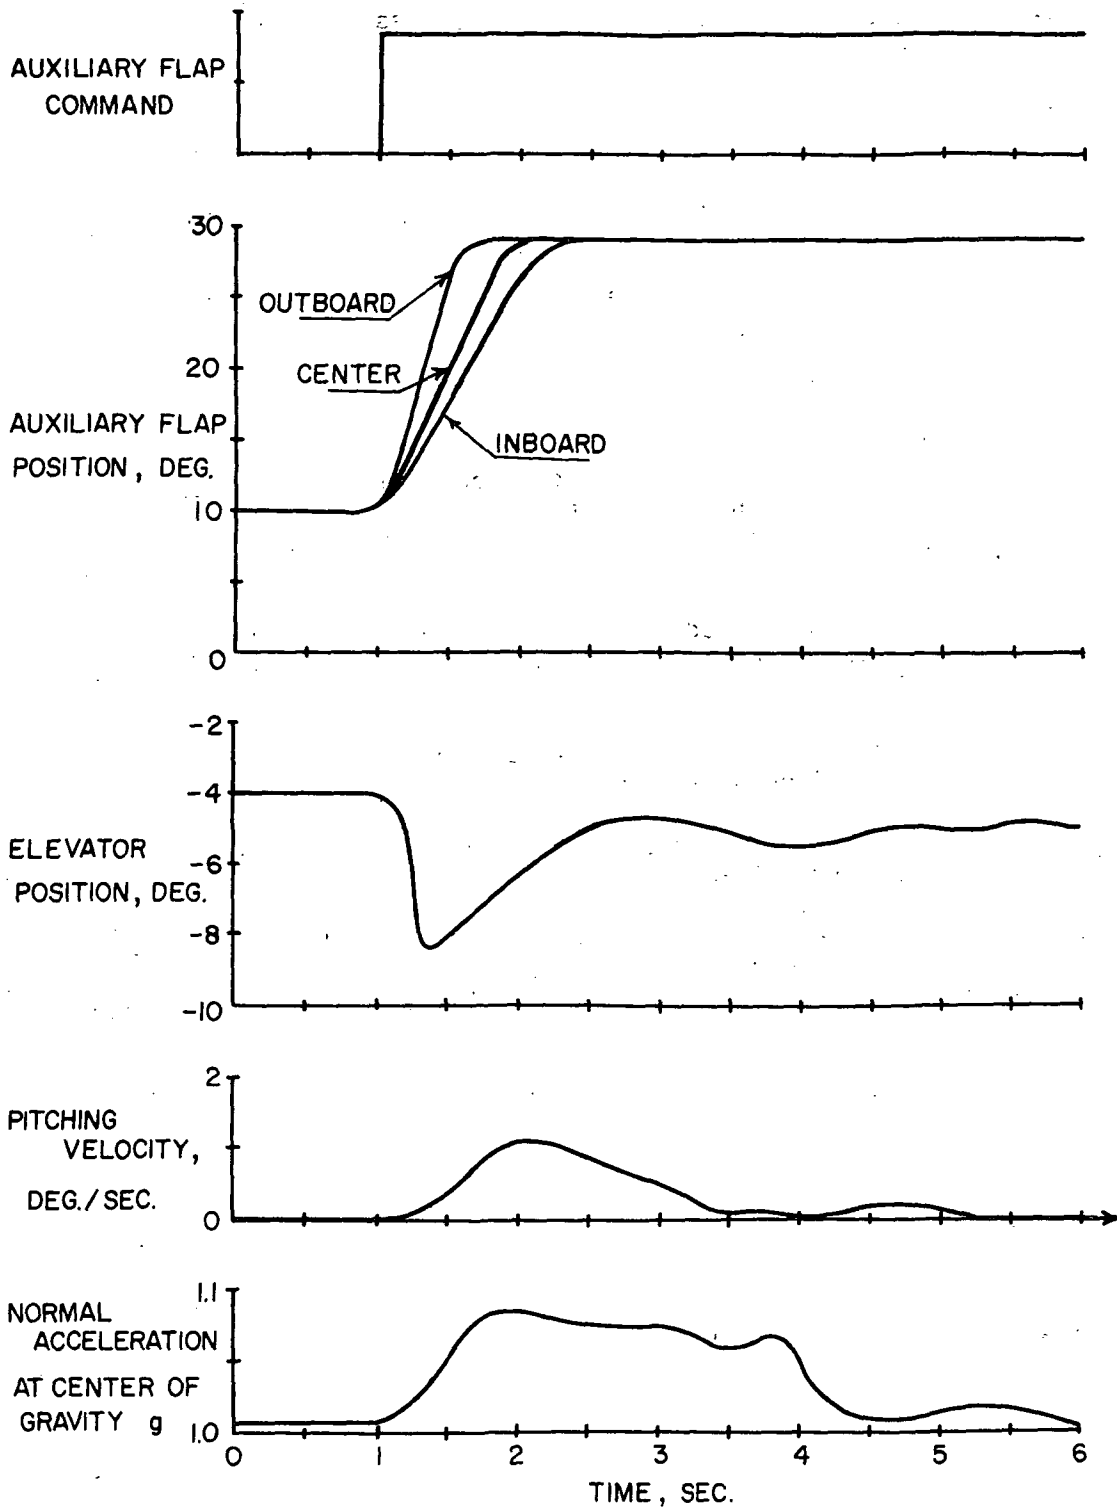 AUXILIARY FLAP
COMMAND
30
OUTBOARD
20
CENTER
AUXILIARY FLAP
POSITION, DEG.
INBOARD
10
0
-2
-4
ELEVATOR
POSITION, DEG.
-6
-8
-10
2
PITCHING
VELOCITY,
DEG./SEC.
0
1.1
NORMAL
ACCELERATION
AT CENTER OF
GRAVITY g
1.0
0 1 2 3 4 5 6
TIME, SEC.